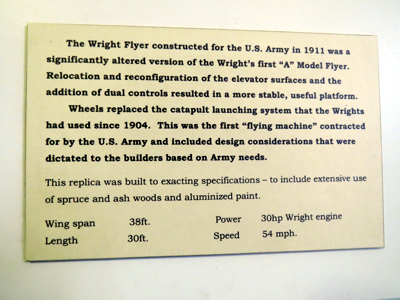 The Wright Flyer constructed for the U.S. Army in 1911 was a
significantly altered version of the Wright's first "A" Model Flyer.
Relocation and reconfiguration of the elevator surfaces and the
addition of dual controls resulted in a more stable, useful platform.
Wheels replaced the catapult launching system that the Wrights
had used since 1904. This was the first "flying machine" contracted
for by the U.S. Army and included design considerations that were
dictated to the builders based on Army needs.
This replica was built to exacting specifications – to include extensive use
of spruce and ash woods and aluminized paint.
Wing span 38ft. Power 30hp Wright engine
Length 30ft. Speed 54 mph.